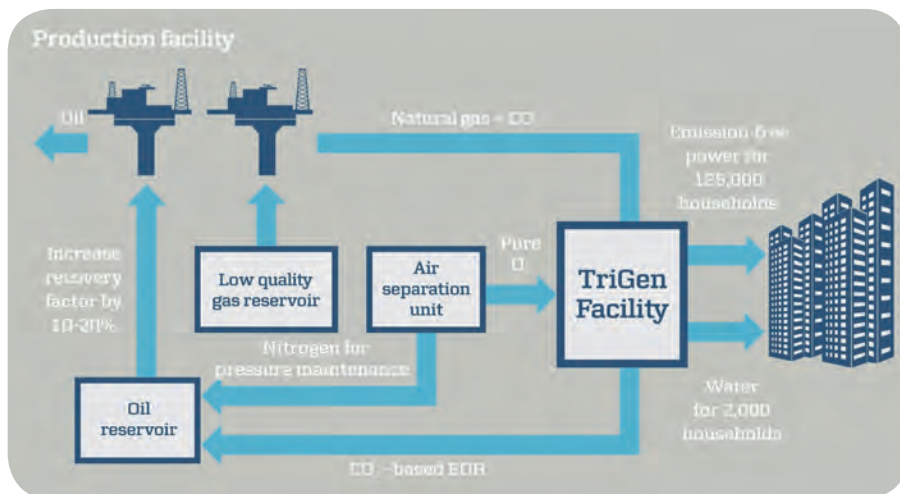 Production facility
Oil
Natural gas + CO
Emission-free
power for
125,000
households
Increase
recovery
factor by
10-20%
Low quality
gas reservoir
Air
separation
unit
Pure
O
TriGen
Facility
Nitrogen for
pressure maintenance
Oil
reservoir
Water
for 2,000
households
CO -based EOR